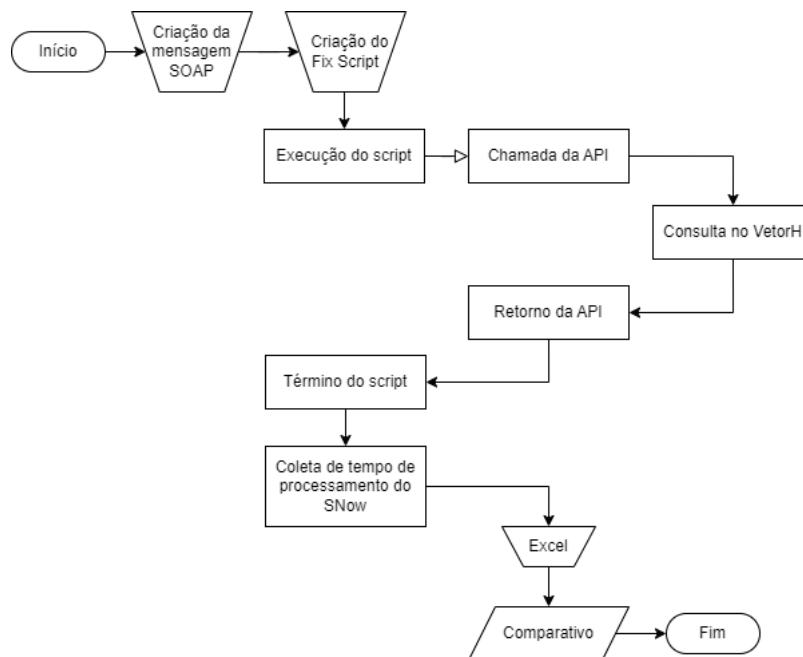 Início
Criação da
mensagem
SOAP
Criação do
Fix Script
Execução do script
Chamada da API
Consulta no VetorH
Retorno da API
Término do script
Coleta de tempo de
processamento do
SNow
Excel
Comparativo
Fim